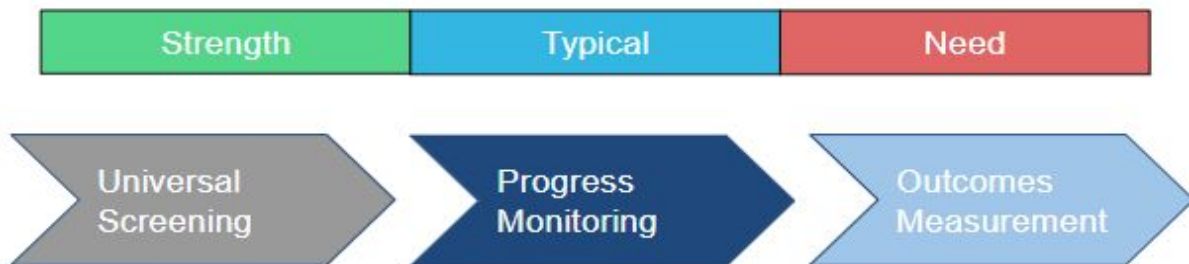 Strength
Typical
Need
Universal
Screening
Progress
Monitoring
Outcomes
Measurement